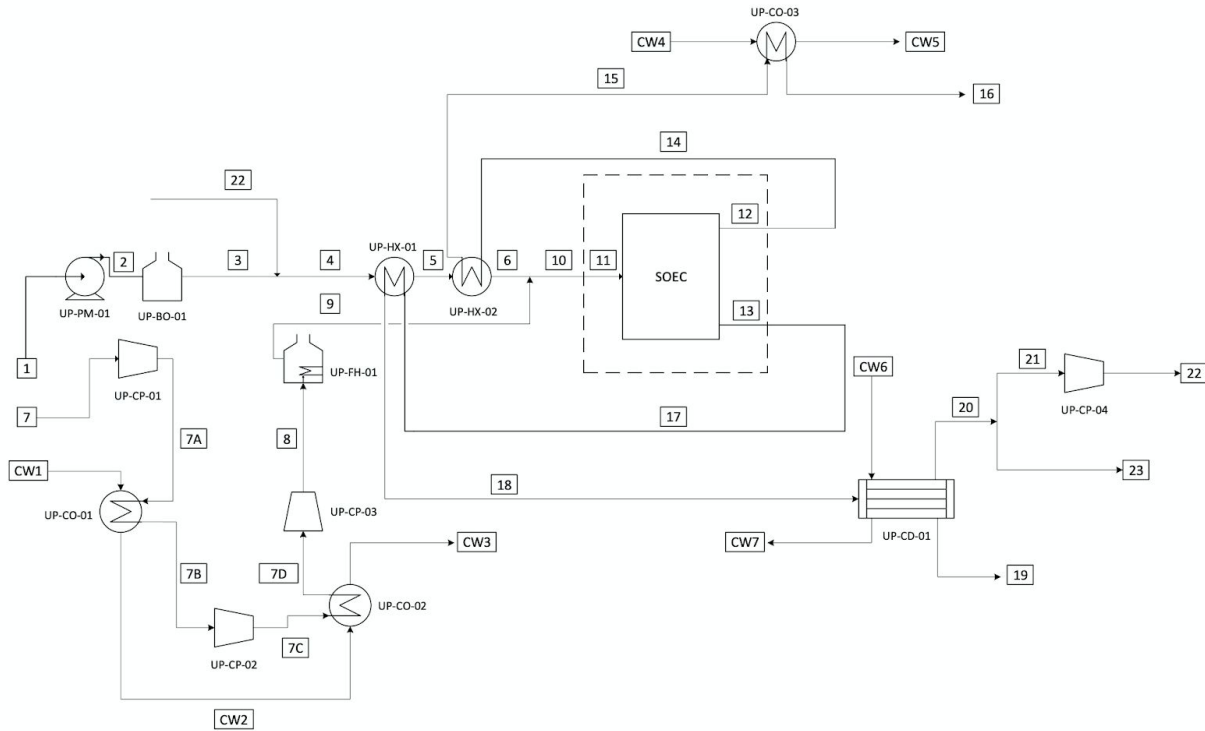 UP-CO-03
CW4
CW5
15
16
14
22
12
UP-HX-01
2
3
4
5
6
10
11
SOEC
UP-PM-01
UP-BO-01
UP-HX-02
9
13
1
UP-CP-01
UP-FH-01
CW6
21
22
UP-CP-04
7
17
20
7A
8
CW1
23
18
UP-CO-01
UP-CP-03
UP-CD-01
CW3
CW7
7B
7D
19
UP-CO-02
7C
UP-CP-02
CW2